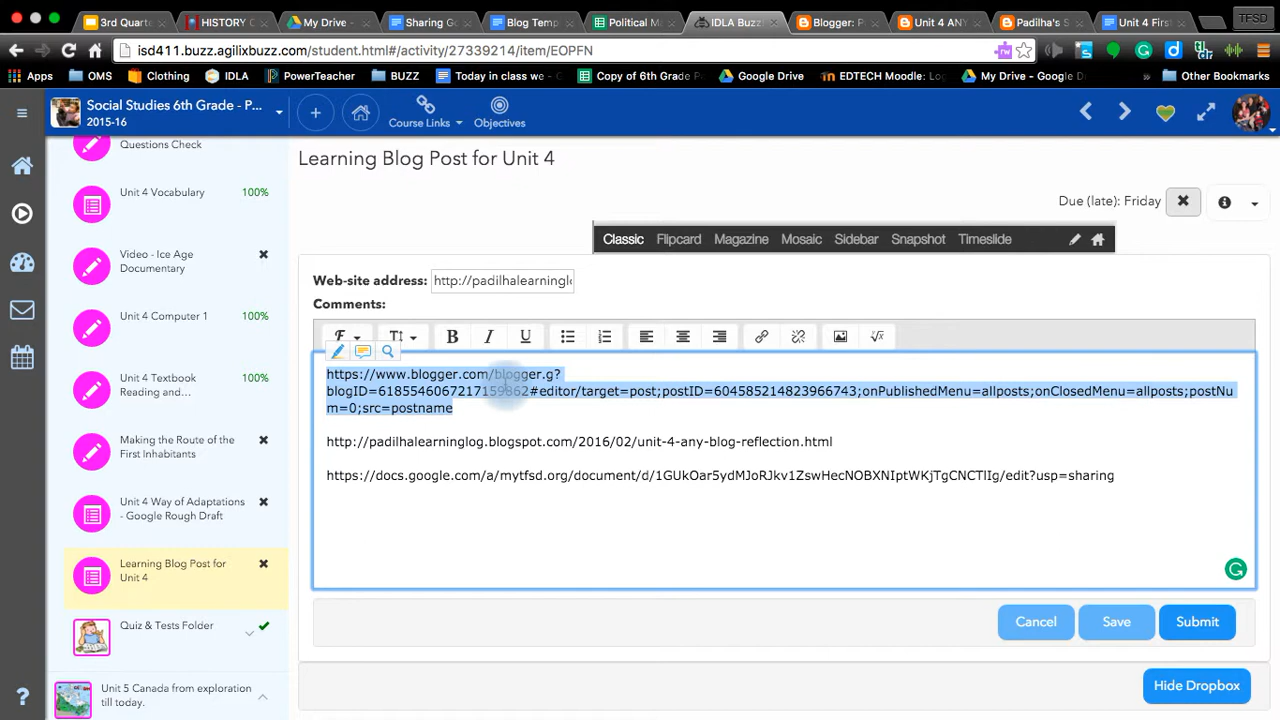 3rd Quart
HISTORY C
My Drive -
Sharing G
Blog Temp
Political M
IDLA Buzz
Blogger: P
Unit 4 ANY
Padilha's S
Unit 4 First
TFSD
isd411.buzz.agilixbuzz.com/student.html#/activity/27339214/item/EOPFN
Apps
OMS
Clothing
IDLA
PowerTeacher
BUZZ
Today in class we -
Copy of 6th Grade P
Google Drive
EDTECH Moodle: Lo
My Drive - Google D
»
Other Bookmarks
Social Studies 6th Grade - P...
2015-16
Course Links
Objectives
Questions Check
Unit 4 Vocabulary
100%
Video - Ice Age
Documentary
Unit 4 Computer 1
100%
Unit 4 Textbook
Reading and...
100%
Making the Route of the
First Inhabitants
Unit 4 Way of Adaptations
- Google Rough Draft
Learning Blog Post for
Unit 4
Quiz & Tests Folder
Unit 5 Canada from exploration
till today.
Learning Blog Post for Unit 4
Due (late): Friday
Classic Flipcard Magazine Mosaic Sidebar Snapshot Timeslide
Web-site address: http://padilhalearninglo
Comments:
https://www.blogger.com/blogger.g?
blogID=6185546067217159862#editor/target=post;postID=604585214823966743;onPublishedMenu=allposts;onClosedMenu=allposts;postNu
m=0;src=postname
http://padilhalearninglog.blogspot.com/2016/02/unit-4-any-blog-reflection.html
https://docs.google.com/a/mytfsd.org/document/d/1GUkOar5ydMJoRJkv1ZswHecNOBXNIptWKjTgCNCTlIg/edit?usp=sharing
Cancel
Save
Submit
Hide Dropbox